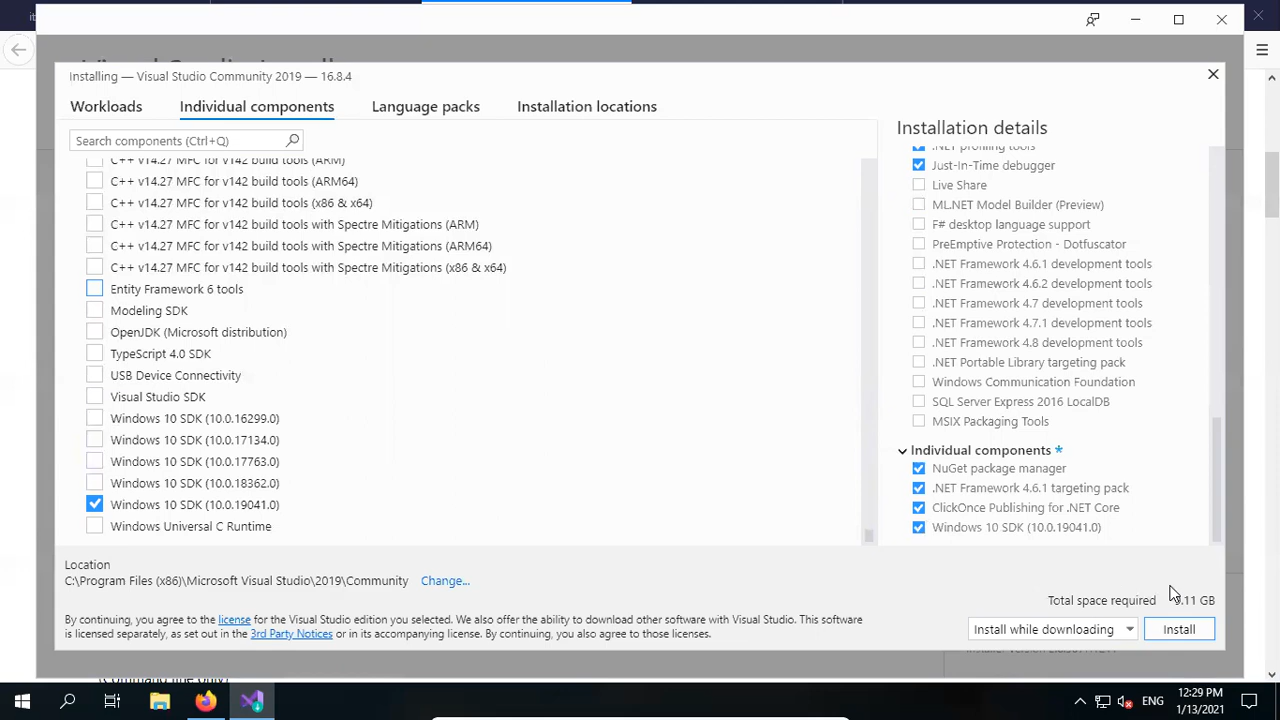 Installing — Visual Studio Community 2019 — 16.8.4
Workloads
Individual components
Language packs
Installation locations
Search components (Ctrl+Q)
C++ v14.27 MFC for v142 build tools (ARM)
C++ v14.27 MFC for v142 build tools (ARM64)
C++ v14.27 MFC for v142 build tools (x86 & x64)
C++ v14.27 MFC for v142 build tools with Spectre Mitigations (ARM)
C++ v14.27 MFC for v142 build tools with Spectre Mitigations (ARM64)
C++ v14.27 MFC for v142 build tools with Spectre Mitigations (x86 & x64)
Entity Framework 6 tools
Modeling SDK
OpenJDK (Microsoft distribution)
TypeScript 4.0 SDK
USB Device Connectivity
Visual Studio SDK
Windows 10 SDK (10.0.16299.0)
Windows 10 SDK (10.0.17134.0)
Windows 10 SDK (10.0.17763.0)
Windows 10 SDK (10.0.18362.0)
Windows 10 SDK (10.0.19041.0)
Windows Universal C Runtime
Installation details
.NET profiling tools
Just-In-Time debugger
Live Share
ML.NET Model Builder (Preview)
F# desktop language support
PreEmptive Protection - Dotfuscator
.NET Framework 4.6.1 development tools
.NET Framework 4.6.2 development tools
.NET Framework 4.7 development tools
.NET Framework 4.7.1 development tools
.NET Framework 4.8 development tools
.NET Portable Library targeting pack
Windows Communication Foundation
SQL Server Express 2016 LocalDB
MSIX Packaging Tools
Individual components *
NuGet package manager
.NET Framework 4.6.1 targeting pack
ClickOnce Publishing for .NET Core
Windows 10 SDK (10.0.19041.0)
Location
C:\Program Files (x86)\Microsoft Visual Studio\2019\Community Change...
Total space required
By continuing, you agree to the license for the Visual Studio edition you selected. We also offer the ability to download other software with Visual Studio. This software
is licensed separately, as set out in the 3rd Party Notices or in its accompanying license. By continuing, you also agree to those licenses.
Install while downloading
Install
ENG
12:29 PM
1/13/2021